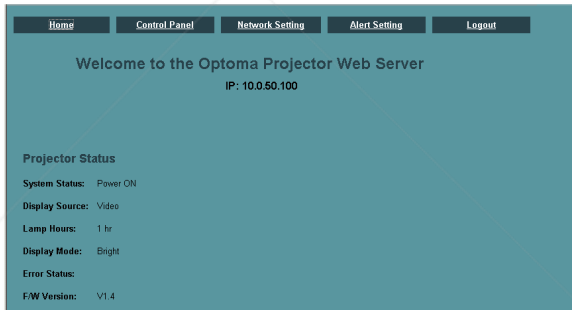 Home Control Panel Network Setting Alert Setting Logout
Welcome to the Optoma Projector Web Server
IP: 10.0.50.100
Projector Status
System Status: Power ON
Display Source: Video
Lamp Hours: 1 hr
Display Mode: Bright
Error Status:
F/W Version: V1.4